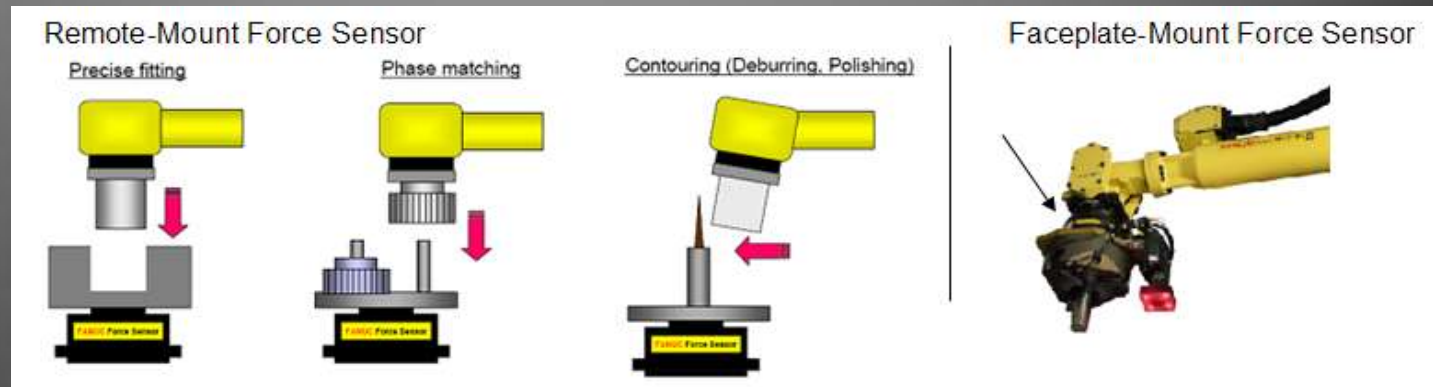 Remote-Mount Force Sensor
Faceplate-Mount Force Sensor
Precise fitting
Phase matching
Contouring (Deburring, Polishing)
FANUC Force Sensor
FANUC Force Sensor
FANUC Force Sensor